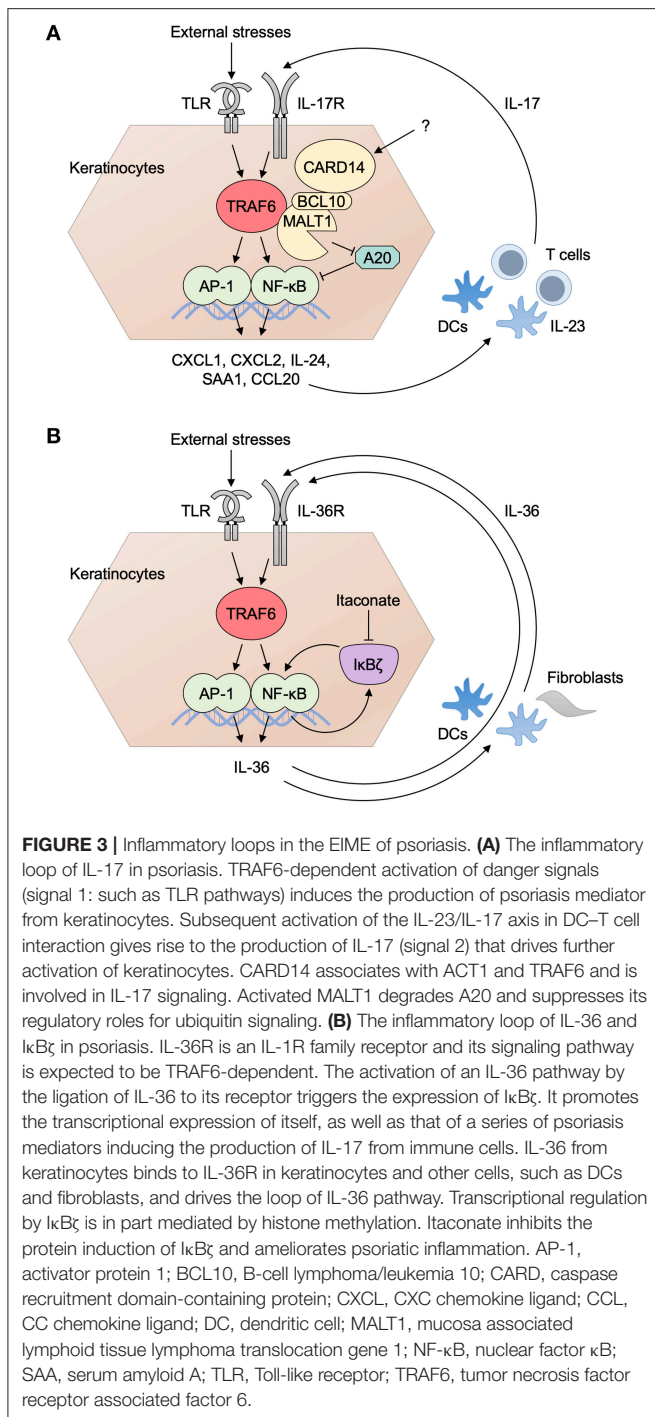 A
External stresses
TLR
IL-17R
IL-17
?
Keratinocytes
CARD14
BCL10
TRAF6
MALT1
A20
T cells
AP-1
NF-κB
DCs
IL-23
CXCL1, CXCL2, IL-24,
SAA1, CCL20
B
External stresses
TLR
IL-36R
IL-36
Keratinocytes
Itaconate
TRAF6
IκBζ
Fibroblasts
AP-1
NF-κB
DCs
IL-36
FIGURE 3 | Inflammatory loops in the EIME of psoriasis. (A) The inflammatory
loop of IL-17 in psoriasis. TRAF6-dependent activation of danger signals
(signal 1: such as TLR pathways) induces the production of psoriasis mediator
from keratinocytes. Subsequent activation of the IL-23/IL-17 axis in DC–T cell
interaction gives rise to the production of IL-17 (signal 2) that drives further
activation of keratinocytes. CARD14 associates with ACT1 and TRAF6 and is
involved in IL-17 signaling. Activated MALT1 degrades A20 and suppresses its
regulatory roles for ubiquitin signaling. (B) The inflammatory loop of IL-36 and
IκBζ in psoriasis. IL-36R is an IL-1R family receptor and its signaling pathway
is expected to be TRAF6-dependent. The activation of an IL-36 pathway by
the ligation of IL-36 to its receptor triggers the expression of IκBζ. It promotes
the transcriptional expression of itself, as well as that of a series of psoriasis
mediators inducing the production of IL-17 from immune cells. IL-36 from
keratinocytes binds to IL-36R in keratinocytes and other cells, such as DCs
and fibroblasts, and drives the loop of IL-36 pathway. Transcriptional regulation
by IκBζ is in part mediated by histone methylation. Itaconate inhibits the
protein induction of IκBζ and ameliorates psoriatic inflammation. AP-1,
activator protein 1; BCL10, B-cell lymphoma/leukemia 10; CARD, caspase
recruitment domain-containing protein; CXCL, CXC chemokine ligand; CCL,
CC chemokine ligand; DC, dendritic cell; MALT1, mucosa associated
lymphoid tissue lymphoma translocation gene 1; NF-κB, nuclear factor κB;
SAA, serum amyloid A; TLR, Toll-like receptor; TRAF6, tumor necrosis factor
receptor associated factor 6.